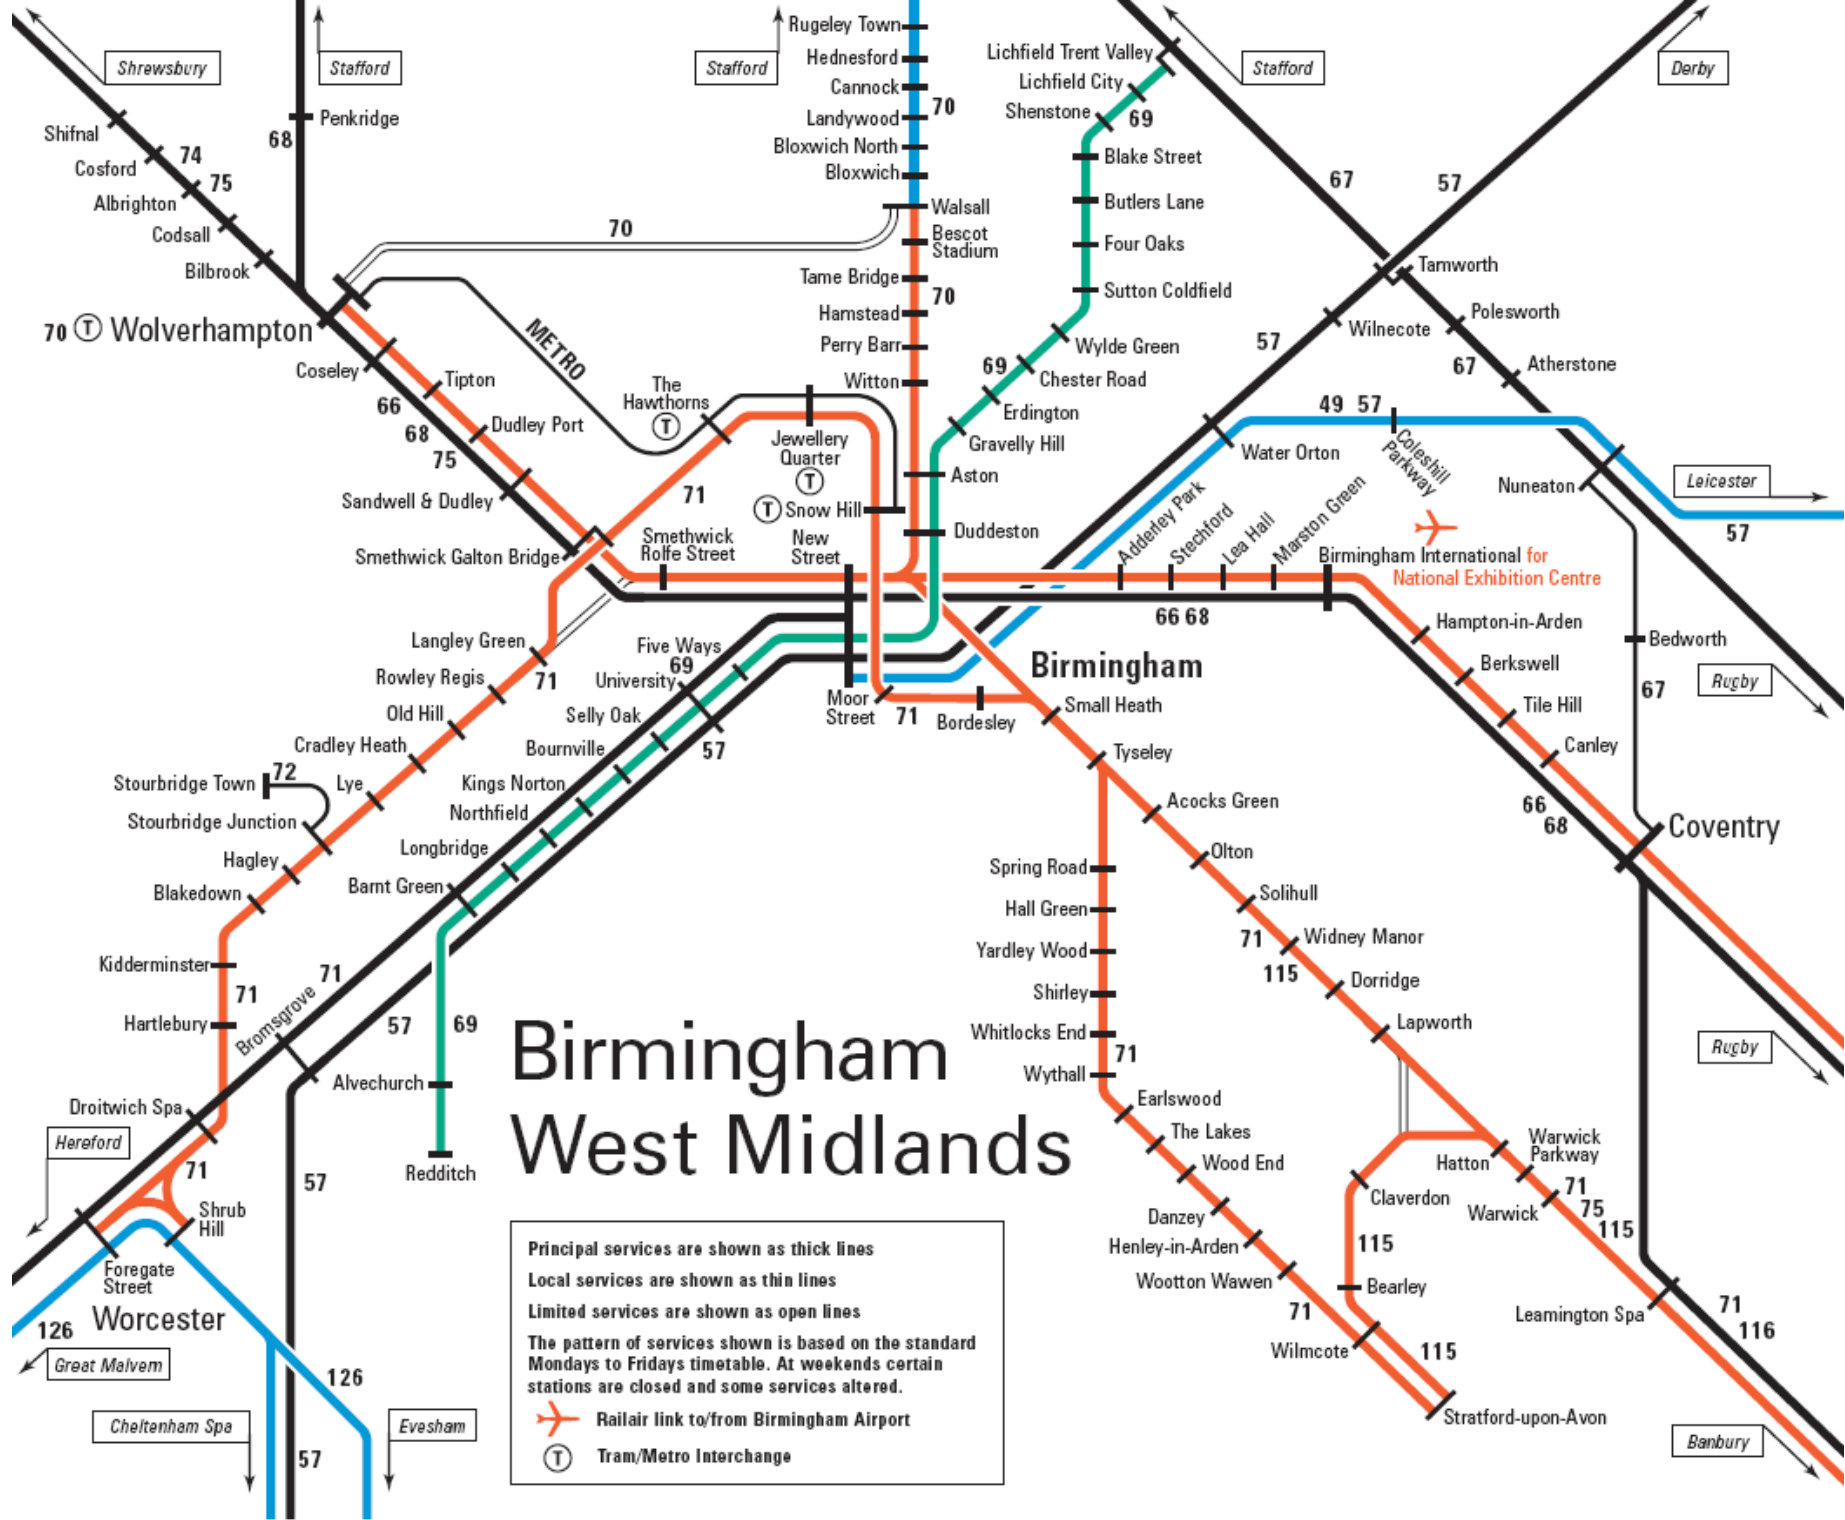 Shrewsbury
Stafford
Stafford
Stafford
Derby
Rugeley Town
Hednesford
Cannock
Landywood
70
Bloxwich North
Bloxwich
Walsall
Bescot
Stadium
Tame Bridge
70
Hamstead
Perry Barr
Witton
Lichfield Trent Valley
Lichfield City
Shenstone
69
Blake Street
Butlers Lane
Four Oaks
Sutton Coldfield
Wylde Green
69
Chester Road
Erdington
Gravelly Hill
Aston
Duddeston
Penkridge
68
Shifnal
74
Cosford
75
Albrighton
Codsall
Bilbrook
70
70 T Wolverhampton
METRO
Coseley
Tipton
66
68
75
Dudley Port
Sandwell & Dudley
Smethwick Galton Bridge
The
Hawthorns
T
Jewellery
Quarter
T
T Snow Hill
71
Smethwick
Rolfe Street
New
Street
67
57
Tamworth
Polesworth
Wilnecote
57
67
Atherstone
49 57
Water Orton
Coleshill
Parkway
Nuneaton
Leicester
57
Adderley Park
Stechford
Lea Hall
Marston Green
Birmingham International for
National Exhibition Centre
66 68
Hampton-in-Arden
Berkswell
Tile Hill
Canley
Bedworth
67
Rugby
66
68
Coventry
Langley Green
71
Rowley Regis
Old Hill
Cradley Heath
Lye
Stourbridge Town
72
Stourbridge Junction
Hagley
Blakedown
Kidderminster
71
Hartlebury
Droitwich Spa
Five Ways
69
University
Selly Oak
Bournville
57
Kings Norton
Northfield
Longbridge
Barnt Green
71
Bromsgrove
57
69
Alvechurch
Redditch
57
Birmingham
Moor
Street
71
Bordesley
Small Heath
Tyseley
Acocks Green
Olton
Solihull
71
Widney Manor
115
Dorridge
Lapworth
Spring Road
Hall Green
Yardley Wood
Shirley
Whitlocks End
71
Wythall
Earlswood
The Lakes
Wood End
Danzey
Henley-in-Arden
Wootton Wawen
71
Wilmcote
Warwick
Parkway
Hatton
Claverdon
71
75
115
Warwick
115
Bearley
115
Stratford-upon-Avon
Leamington Spa
71
116
Rugby
Banbury
Birmingham
West Midlands
Hereford
71
Shrub
Hill
Foregate
Street
Worcester
126
Great Malvern
126
Cheltenham Spa
Evesham
57
Principal services are shown as thick lines
Local services are shown as thin lines
Limited services are shown as open lines
The pattern of services shown is based on the standard
Mondays to Fridays timetable. At weekends certain
stations are closed and some services altered.
Railair link to/from Birmingham Airport
T Tram/Metro Interchange